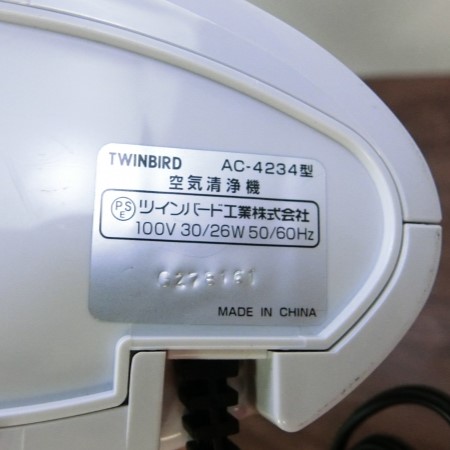 TWINBIRD AC-4234型
空気清浄機
PSE ツインバード工業株式会社
100V 30/26W 50/60Hz
MADE IN CHINA